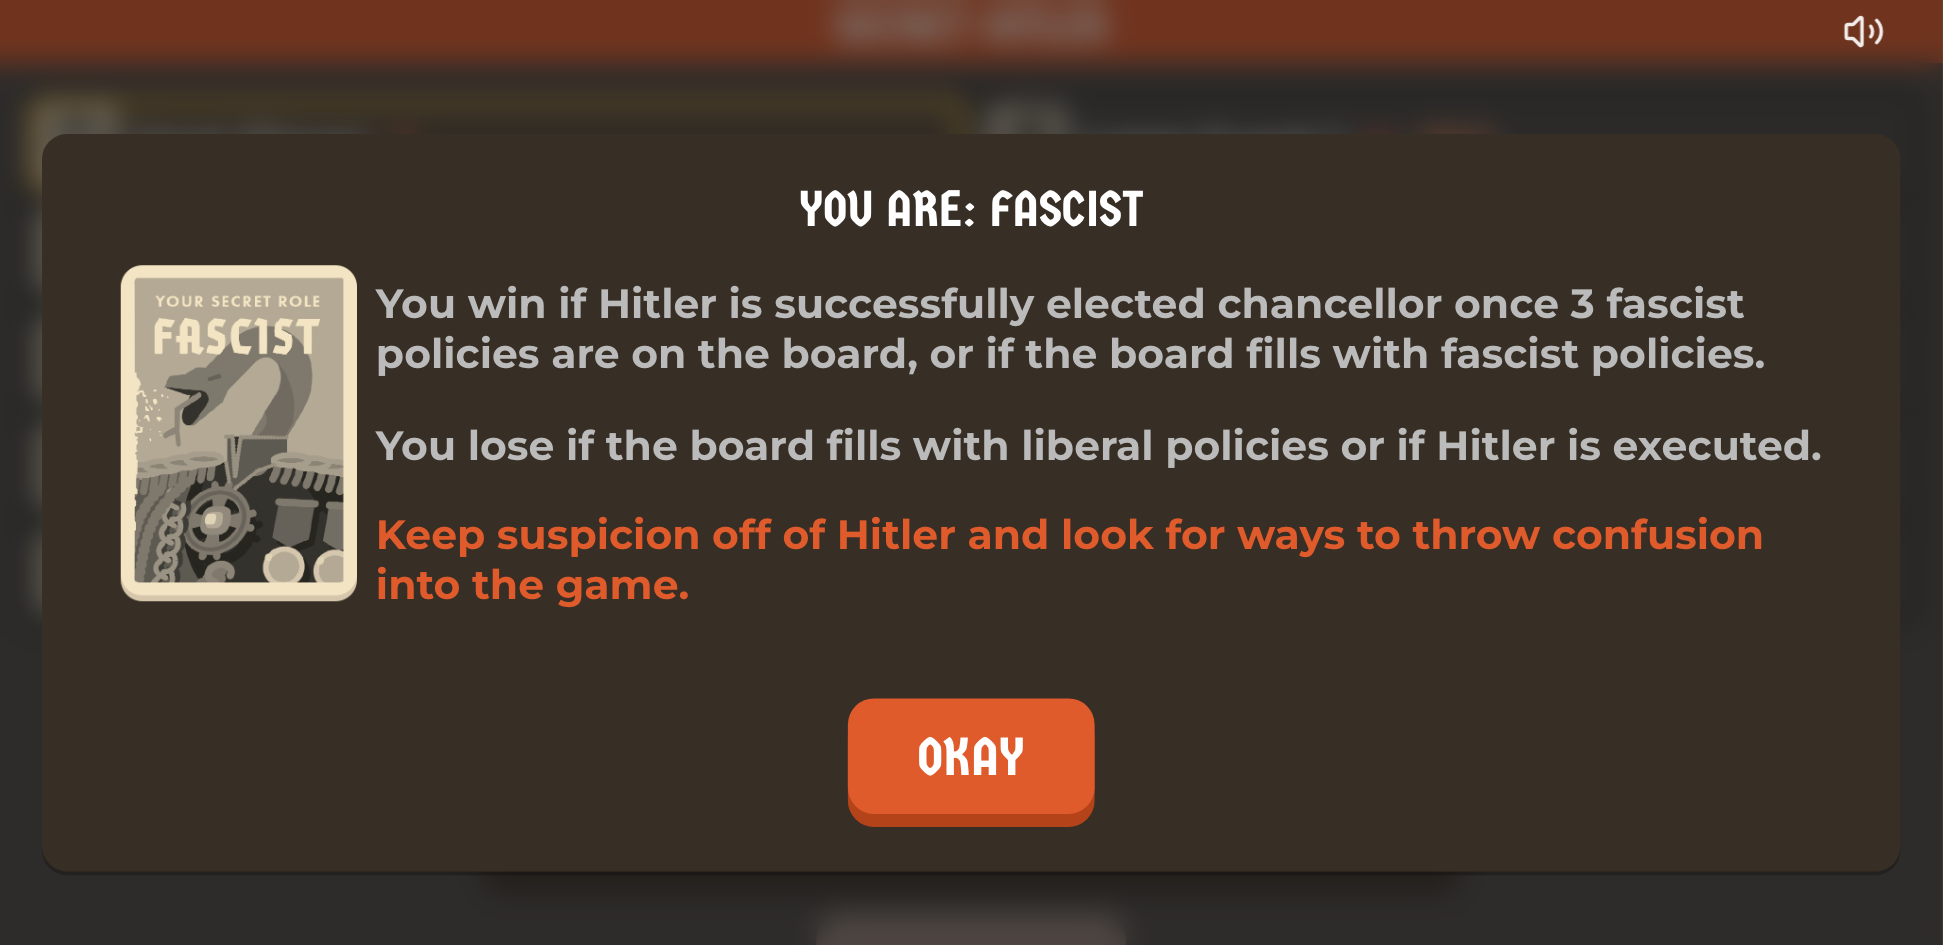 YOU ARE: FASCIST
YOUR SECRET ROLE
FASCIST
You win if Hitler is successfully elected chancellor once 3 fascist
policies are on the board, or if the board fills with fascist policies.
You lose if the board fills with liberal policies or if Hitler is executed.
Keep suspicion off of Hitler and look for ways to throw confusion
into the game.
OKAY